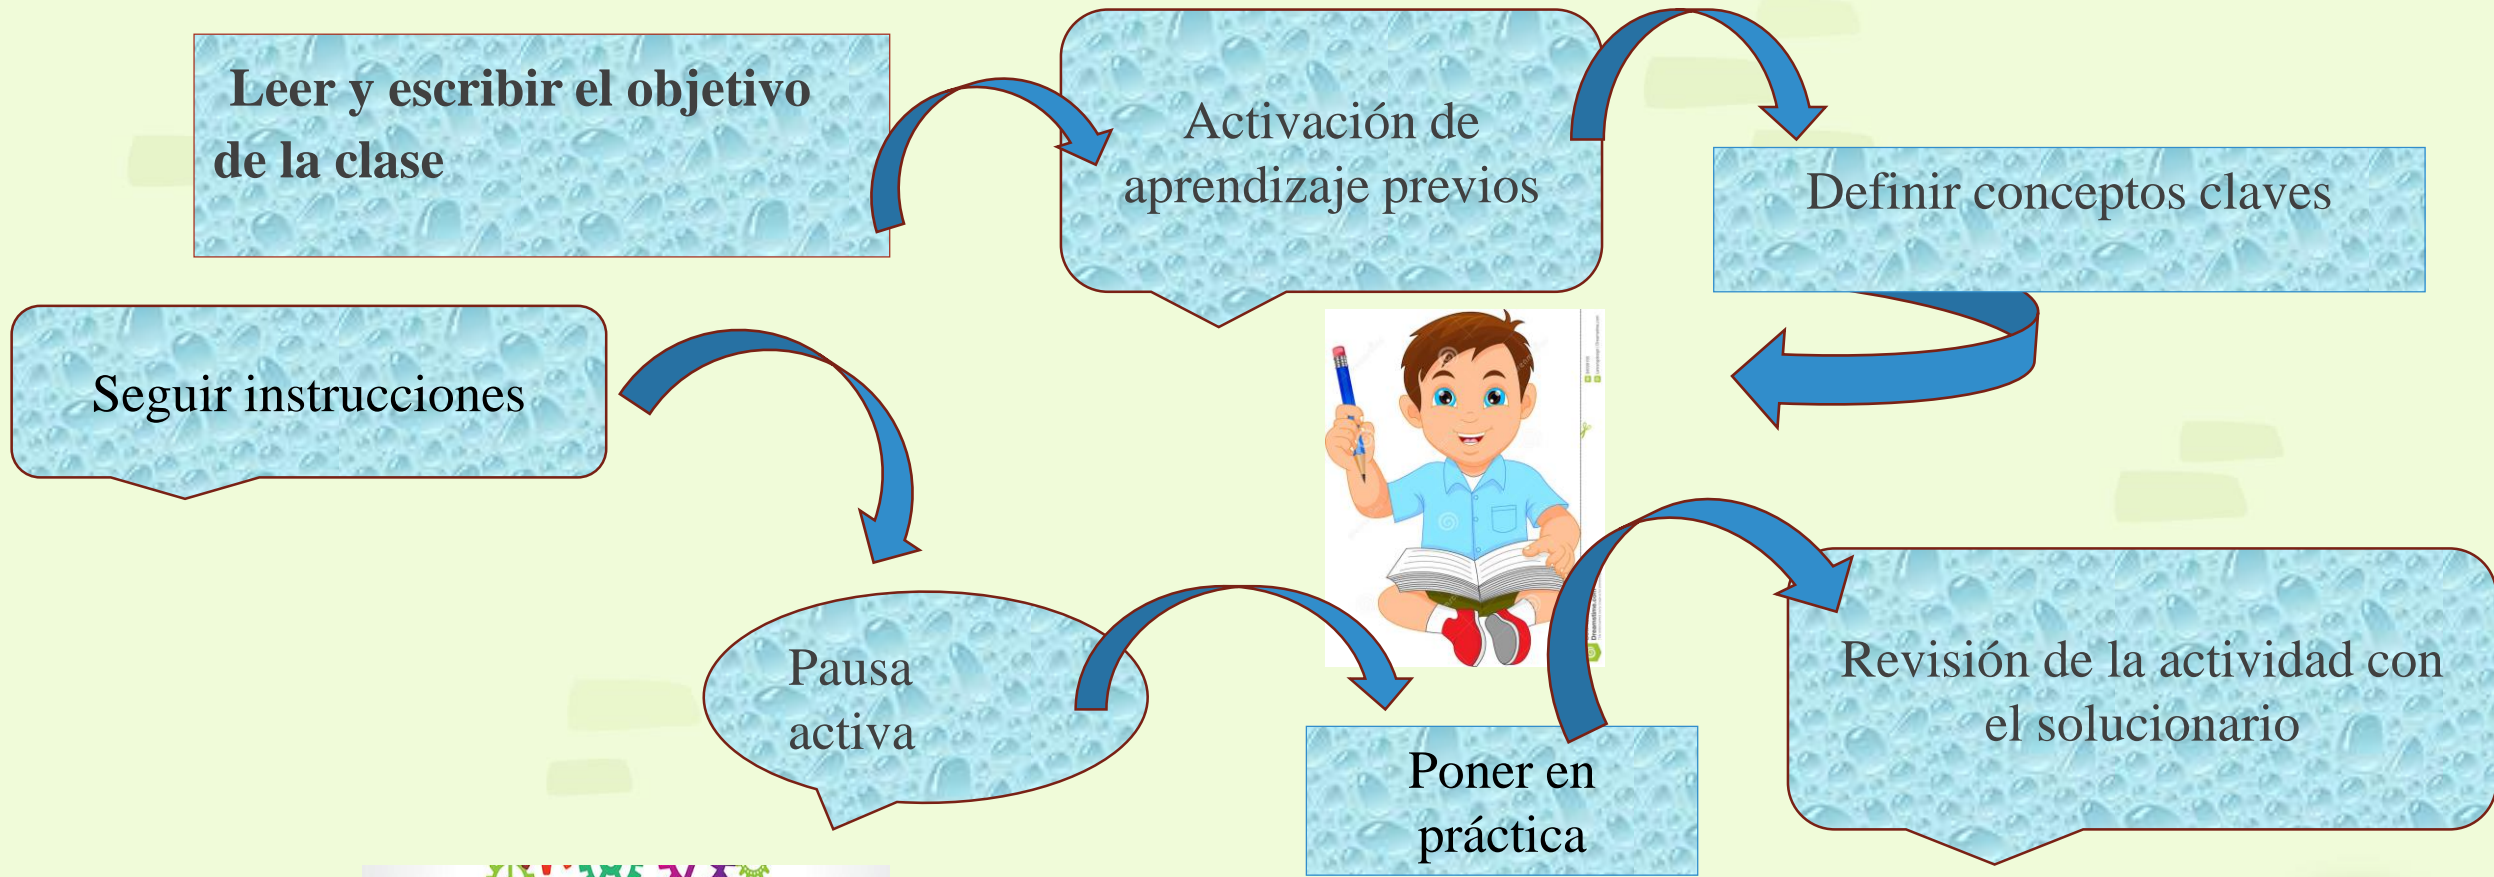 Leer y escribir el objetivo
de la clase
Activación de
aprendizaje previos
Definir conceptos claves
Seguir instrucciones
Pausa
activa
Poner en
práctica
Revisión de la actividad con
el solucionario